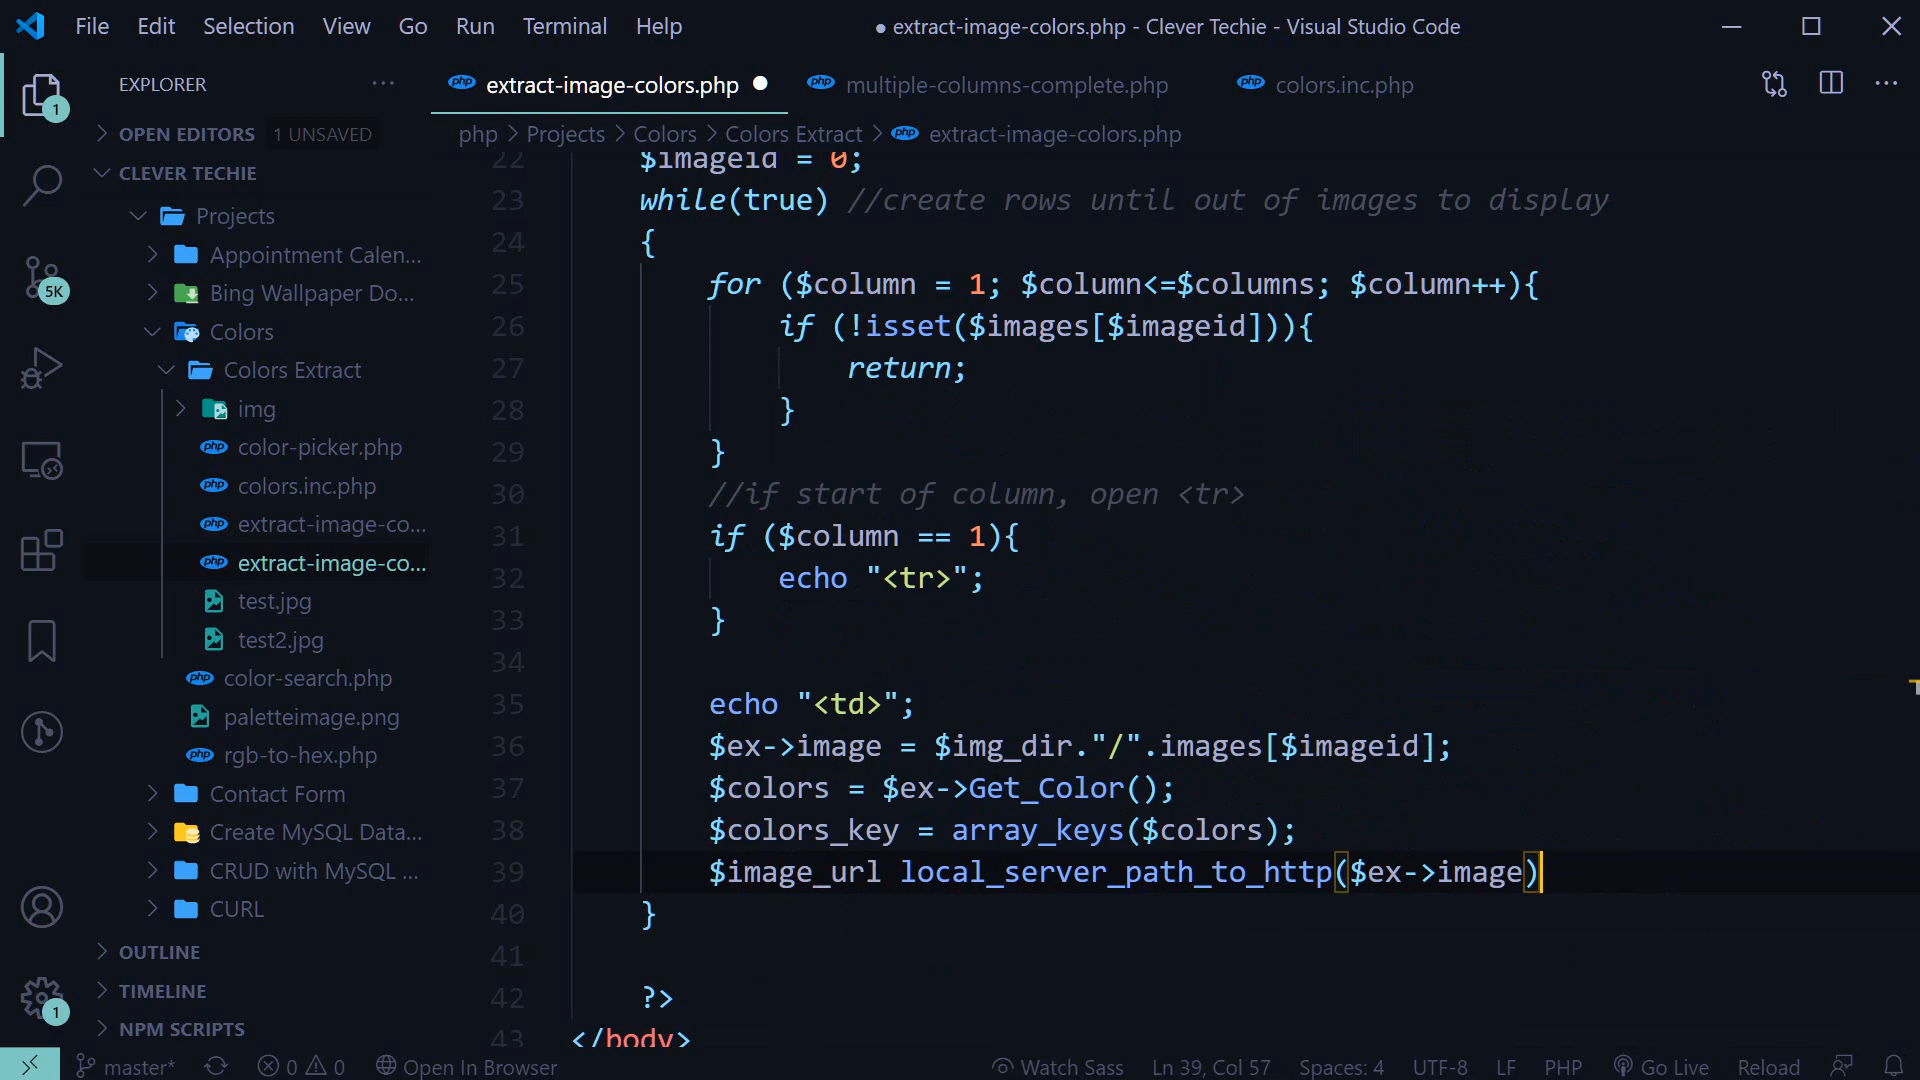 File Edit Selection View Go Run Terminal Help
● extract-image-colors.php - Clever Techie - Visual Studio Code
EXPLORER
extract-image-colors.php
multiple-columns-complete.php
colors.inc.php
OPEN EDITORS 1 UNSAVED
php > Projects > Colors > Colors Extract > extract-image-colors.php
CLEVER TECHIE
Projects
Appointment Calen...
Bing Wallpaper Do...
Colors
Colors Extract
img
color-picker.php
colors.inc.php
extract-image-co...
extract-image-co...
test.jpg
test2.jpg
color-search.php
paletteimage.png
rgb-to-hex.php
Contact Form
Create MySQL Data...
CRUD with MySQL ...
CURL
OUTLINE
TIMELINE
NPM SCRIPTS
1
5K
1
22 $imageid = 0;
23 while(true) //create rows until out of images to display
24 {
25 for ($column = 1; $column<=$columns; $column++){
26 if (!isset($images[$imageid])){
27 return;
28 }
29 }
30 //if start of column, open <tr>
31 if ($column == 1){
32 echo "<tr>";
33 }
34
35 echo "<td>";
36 $ex->image = $img_dir."/".images[$imageid];
37 $colors = $ex->Get_Color();
38 $colors_key = array_keys($colors);
39 $image_url local_server_path_to_http($ex->image)
40 }
41
42 ?>
43 </body>
master* 0 0 Open In Browser
Watch Sass Ln 39, Col 57 Spaces: 4 UTF-8 LF PHP Go Live Reload